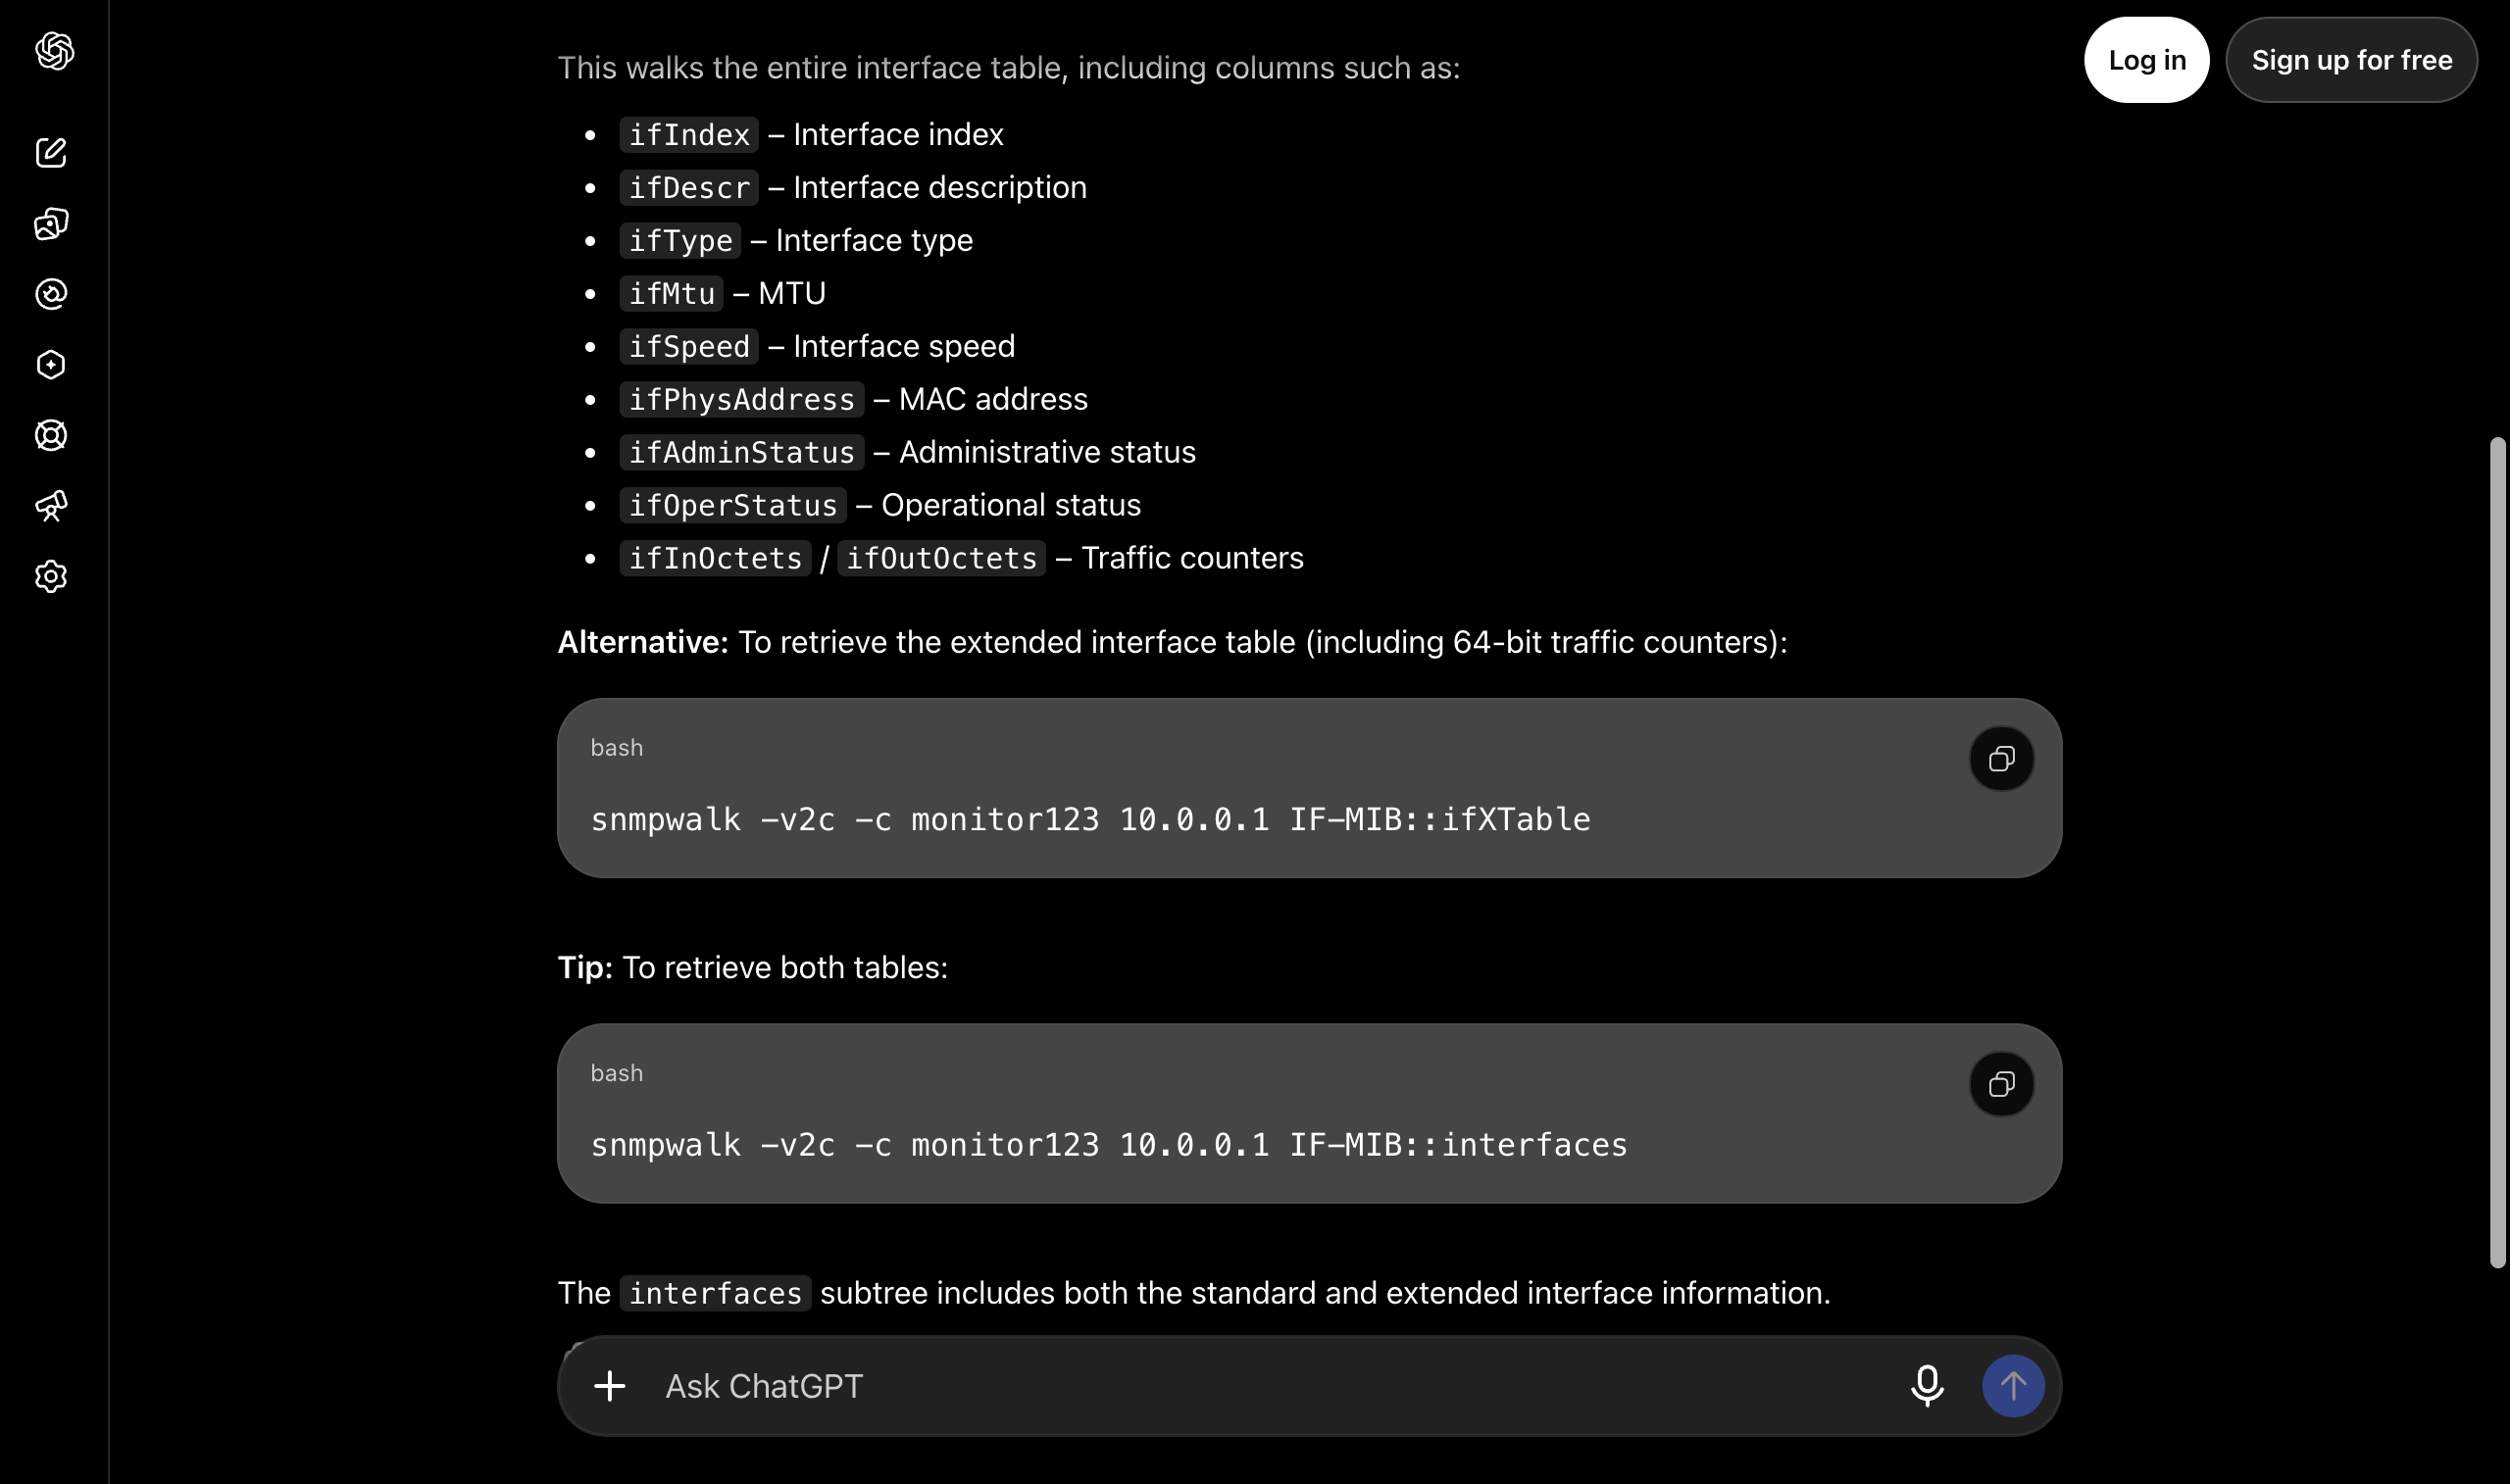 Log in
Sign up for free
This walks the entire interface table, including columns such as:
• ifIndex – Interface index
• ifDescr – Interface description
• ifType – Interface type
• ifMtu – MTU
• ifSpeed – Interface speed
• ifPhysAddress – MAC address
• ifAdminStatus – Administrative status
• ifOperStatus – Operational status
• ifInOctets / ifOutOctets – Traffic counters
Alternative: To retrieve the extended interface table (including 64-bit traffic counters):
bash
snmpwalk -v2c -c monitor123 10.0.0.1 IF-MIB::ifXTable
Tip: To retrieve both tables:
bash
snmpwalk -v2c -c monitor123 10.0.0.1 IF-MIB::interfaces
The interfaces subtree includes both the standard and extended interface information.
Ask ChatGPT